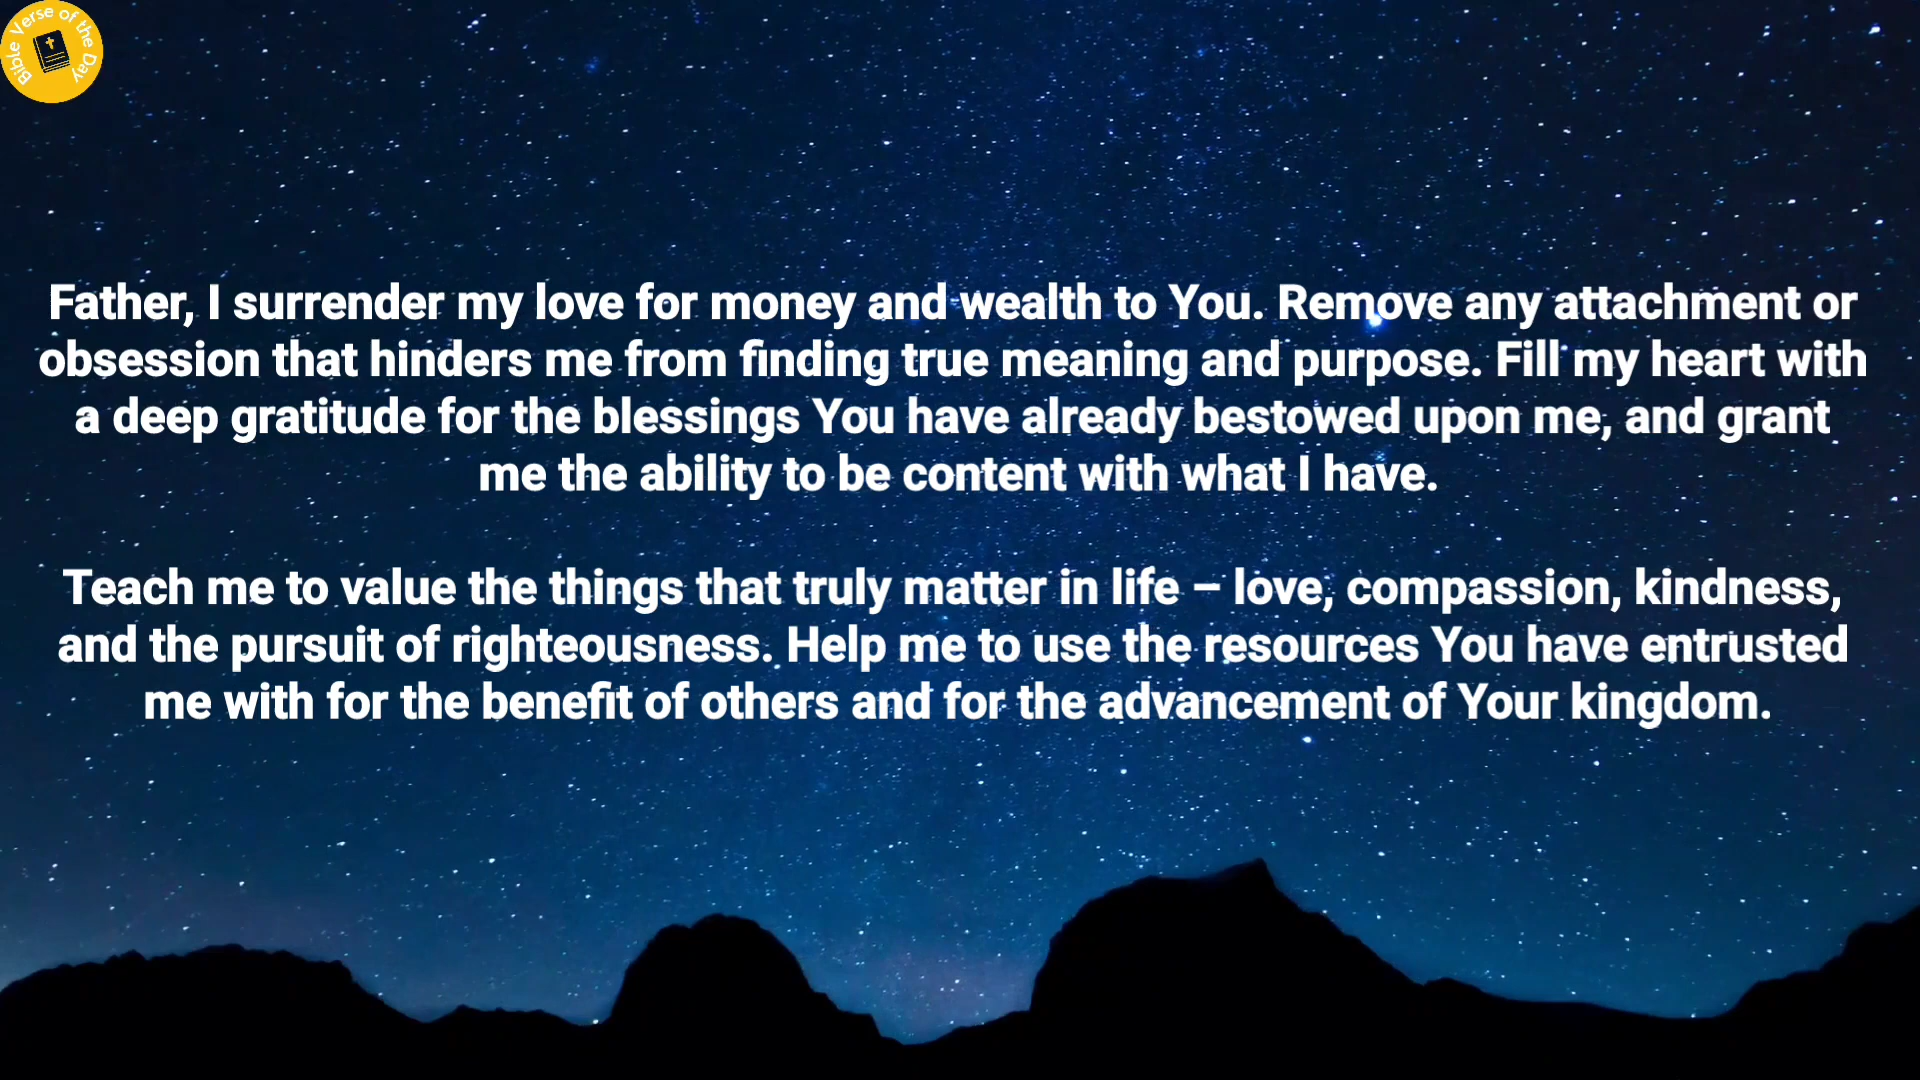 Bible Verse of the Day
Father, I surrender my love for money and wealth to You. Remove any attachment or
obsession that hinders me from finding true meaning and purpose. Fill my heart with
a deep gratitude for the blessings You have already bestowed upon me, and grant
me the ability to be content with what I have.
Teach me to value the things that truly matter in life – love, compassion, kindness,
and the pursuit of righteousness. Help me to use the resources You have entrusted
me with for the benefit of others and for the advancement of Your kingdom.